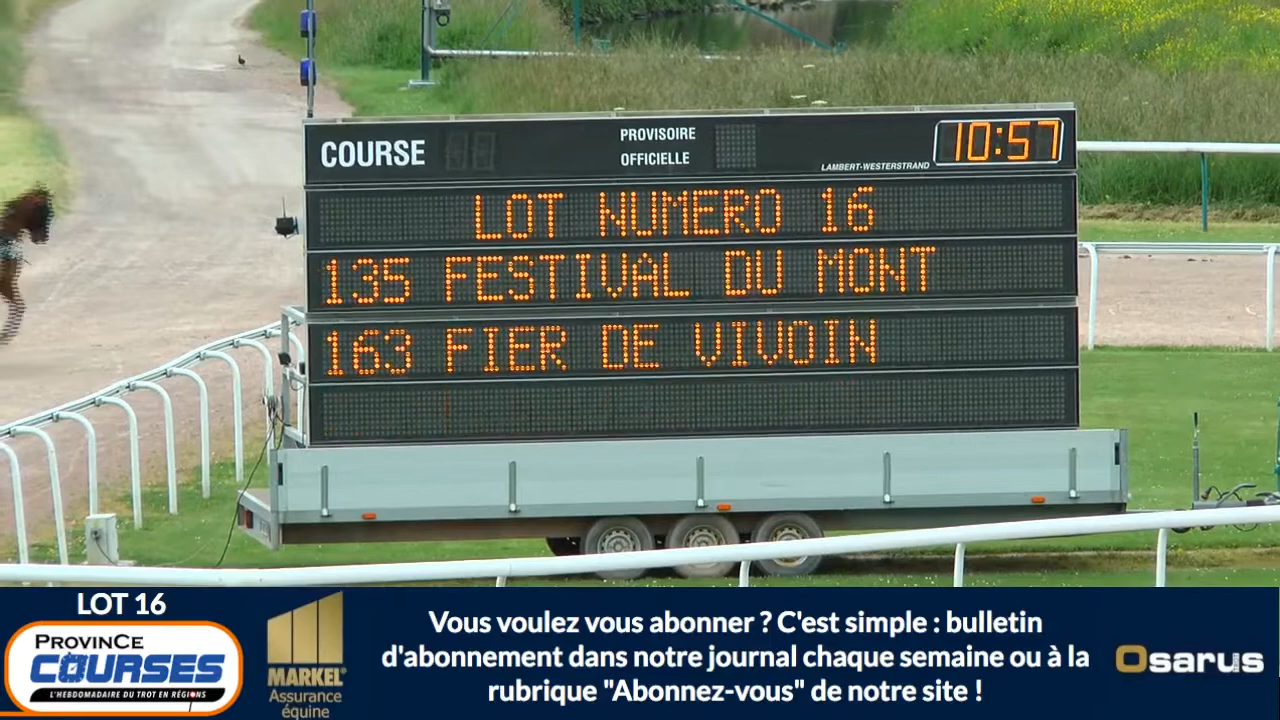 COURSE
PROVISOIRE
OFFICIELLE
LAMBERT-WESTERSTRAND
10:57
LOT NUMERO 16
135 FESTIVAL DU MONT
163 FIER DE VIVOIN
LOT 16
PROVINCE
COURSES
L'HEBDOMADAIRE DU TROT EN RÉGIONS
MARKEL
Assurance
équine
Vous voulez vous abonner ? C'est simple : bulletin
d'abonnement dans notre journal chaque semaine ou à la
rubrique "Abonnez-vous" de notre site !
Osarus